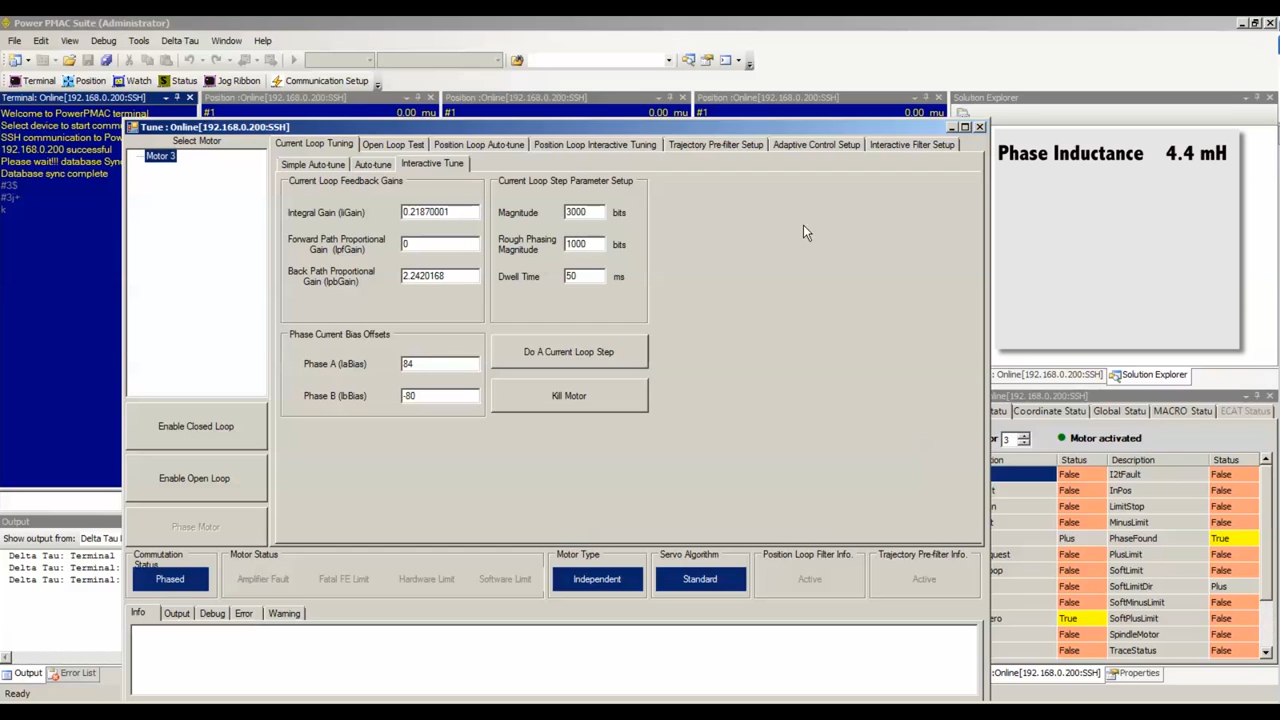 Power PMAC Suite (Administrator)
File Edit View Debug Tools Delta Tau Window Help
Terminal Position Watch Status Jog Ribbon Communication Setup
Terminal: Online[192.168.0.200:SSH]
Position : Online[192.168.0.200:SSH]
Position : Online[192.168.0.200:SSH]
Position : Online[192.168.0.200:SSH]
Solution Explorer
Welcome to PowerPMAC terminal
Select device to start comm
SSH communication to Power
192.168.0.200 successful
Please wait!!! database Sync
Database sync complete
#3$
#3j+
k
#1 0.00 mu
#1 0.00 mu
#1 0.00 mu
Tune : Online[192.168.0.200:SSH]
Select Motor
Motor 3
Current Loop Tuning Open Loop Test Position Loop Auto-tune Position Loop Interactive Tuning Trajectory Pre-filter Setup Adaptive Control Setup Interactive Filter Setup
Simple Auto-tune Auto-tune Interactive Tune
Current Loop Feedback Gains
Integral Gain (IiGain) 0.21870001
Forward Path Proportional
Gain (IpfGain) 0
Back Path Proportional
Gain (IpbGain) 2.2420168
Current Loop Step Parameter Setup
Magnitude 3000 bits
Rough Phasing
Magnitude 1000 bits
Dwell Time 50 ms
Phase Current Bias Offsets
Phase A (IaBias) 84
Phase B (IbBias) -80
Do A Current Loop Step
Kill Motor
Enable Closed Loop
Enable Open Loop
Phase Motor
Commutation
Status
Phased
Motor Status
Amplifier Fault Fatal FE Limit Hardware Limit Software Limit
Motor Type
Independent
Servo Algorithm
Standard
Position Loop Filter Info.
Active
Trajectory Pre-filter Info.
Active
Info Output Debug Error Warning
Phase Inductance 4.4 mH
: Online[192.168.0.200:SSH] Solution Explorer
: Online[192.168.0.200:SSH]
tatu Coordinate Statu Global Statu MACRO Statu ECAT Status
or 3 Motor activated
tion Status Description Status
False I2tFault False
t False InPos False
n False LimitStop False
False MinusLimit False
Plus PhaseFound True
quest False PlusLimit False
op False SoftLimit False
False SoftLimitDir Plus
False SoftMinusLimit False
ero True SoftPlusLimit False
False SpindleMotor False
False TraceStatus False
:Online[192.168.0.200:SSH] Properties
Output
Show output from: Delta Tau
Delta Tau: Terminal
Delta Tau: Terminal
Delta Tau: Terminal
Output Error List
Ready